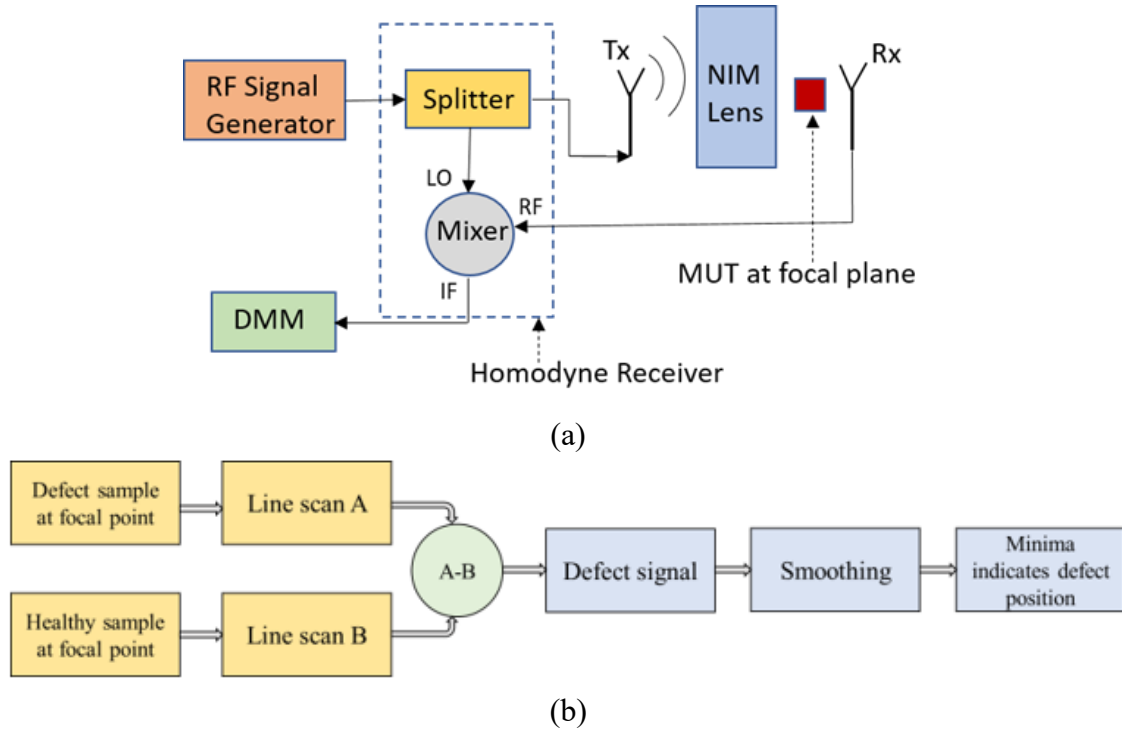 RF Signal
Generator
Splitter
Tx
NIM
Lens
Rx
LO
RF
Mixer
IF
MUT at focal plane
DMM
Homodyne Receiver
(a)
Defect sample
at focal point
Line scan A
A-B
Defect signal
Smoothing
Minima
indicates defect
position
Healthy sample
at focal point
Line scan B
(b)